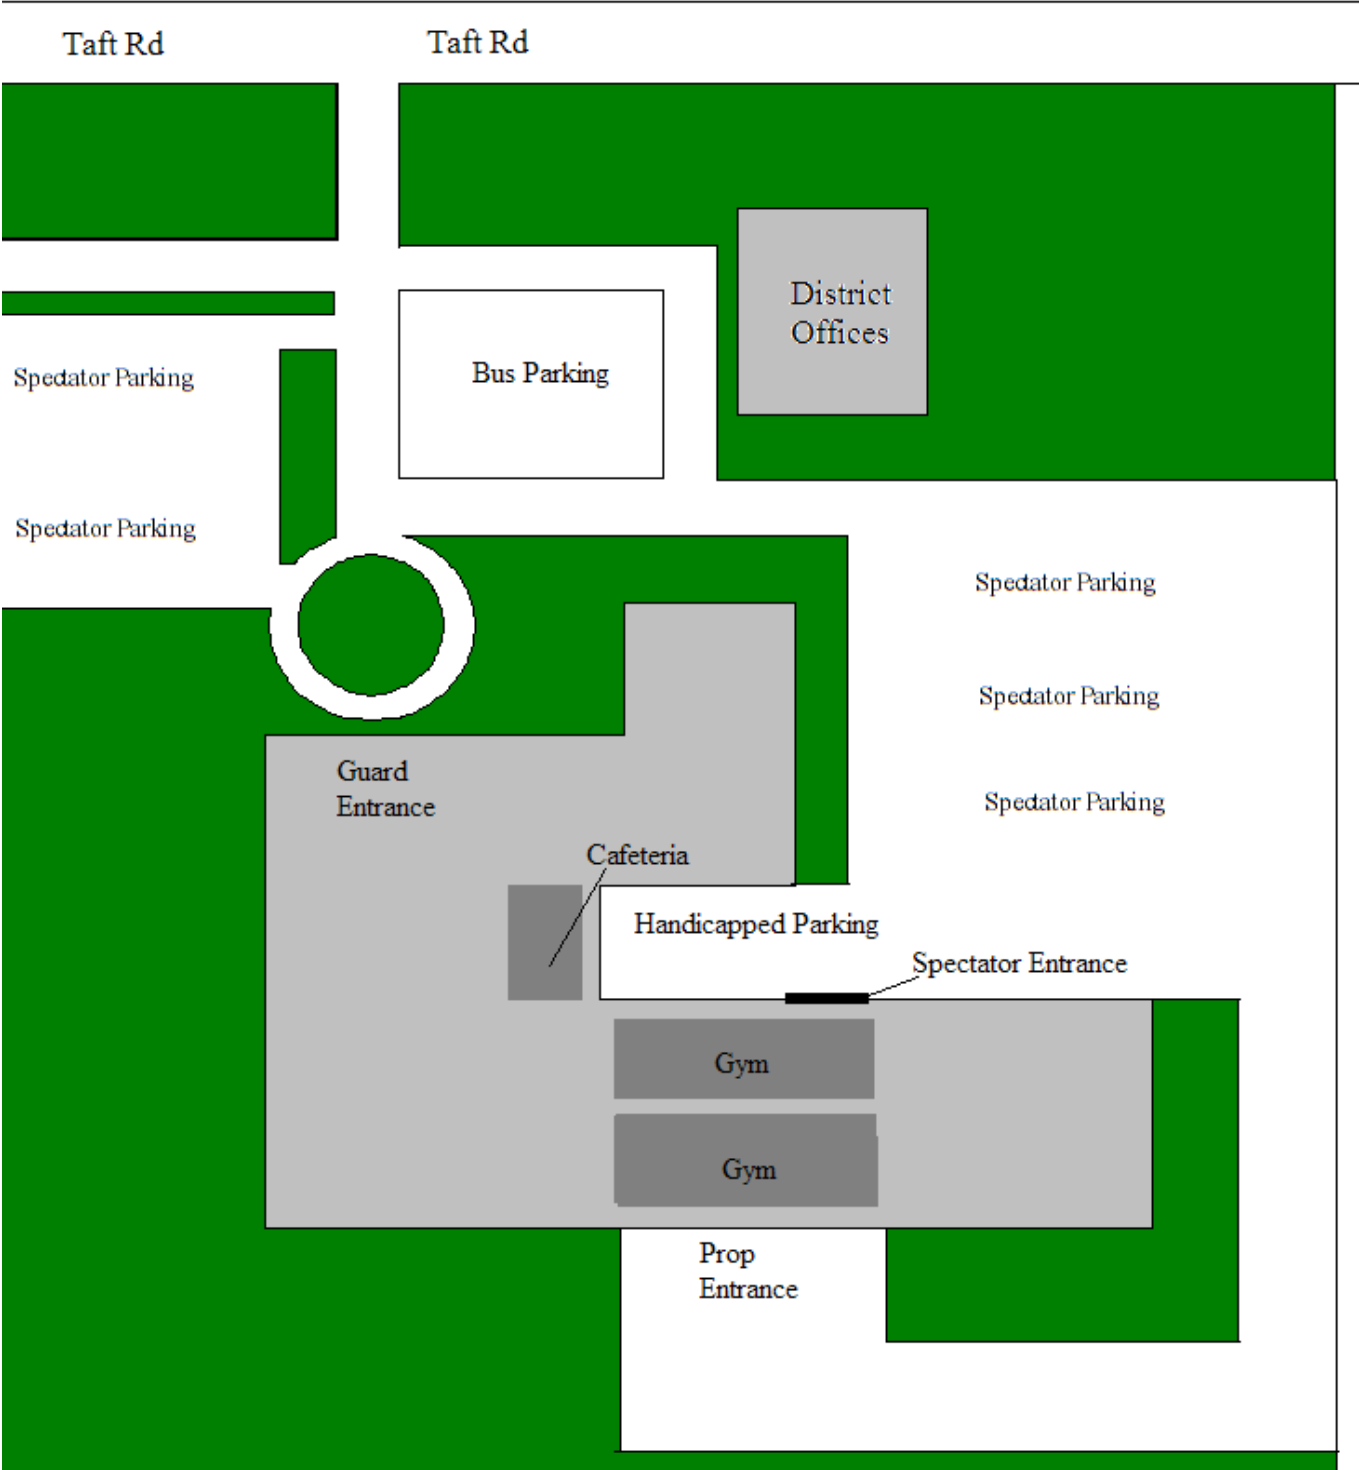 Taft Rd
Taft Rd
District
Offices
Bus Parking
Spectator Parking
Spectator Parking
Spectator Parking
Spectator Parking
Spectator Parking
Guard
Entrance
Cafeteria
Handicapped Parking
Spectator Entrance
Gym
Gym
Prop
Entrance